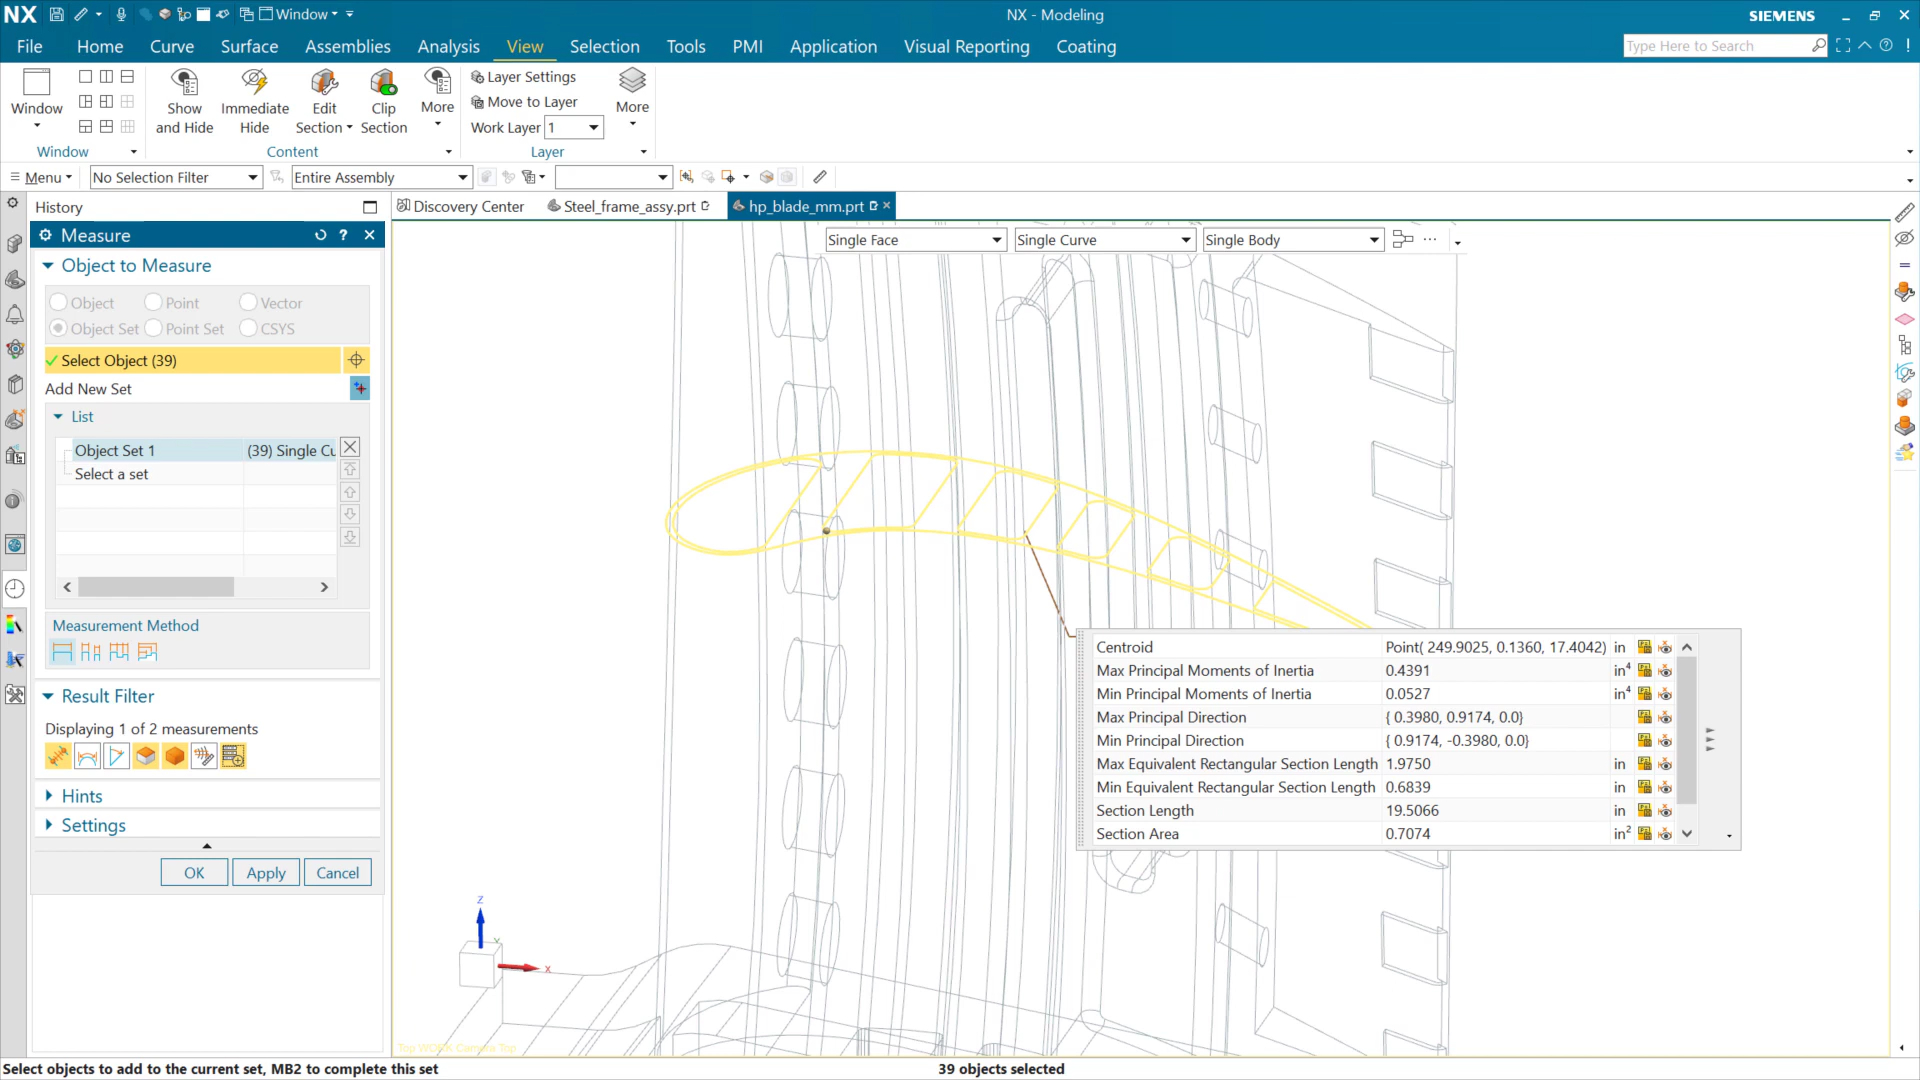 NX
Window
NX - Modeling
SIEMENS
File
Home
Curve
Surface
Assemblies
Analysis
View
Selection
Tools
PMI
Application
Visual Reporting
Coating
Type Here to Search
Window
Show
and Hide
Immediate
Hide
Edit
Section
Clip
Section
More
Layer Settings
Move to Layer
Work Layer 1
More
Window
Content
Layer
Menu
No Selection Filter
Entire Assembly
History
Discovery Center
Steel_frame_assy.prt
hp_blade_mm.prt
Measure
Single Face
Single Curve
Single Body
Object to Measure
Object
Point
Vector
Object Set
Point Set
CSYS
Select Object (39)
Add New Set
List
Object Set 1
(39) Single Cu
Select a set
Measurement Method
Result Filter
Displaying 1 of 2 measurements
Hints
Settings
OK
Apply
Cancel
Centroid Point( 249.9025, 0.1360, 17.4042) in
Max Principal Moments of Inertia 0.4391 in4
Min Principal Moments of Inertia 0.0527 in4
Max Principal Direction { 0.3980, 0.9174, 0.0}
Min Principal Direction { 0.9174, -0.3980, 0.0}
Max Equivalent Rectangular Section Length 1.9750 in
Min Equivalent Rectangular Section Length 0.6839 in
Section Length 19.5066 in
Section Area 0.7074 in2
Z
Y
X
Top WORK Camera Top
Select objects to add to the current set, MB2 to complete this set
39 objects selected